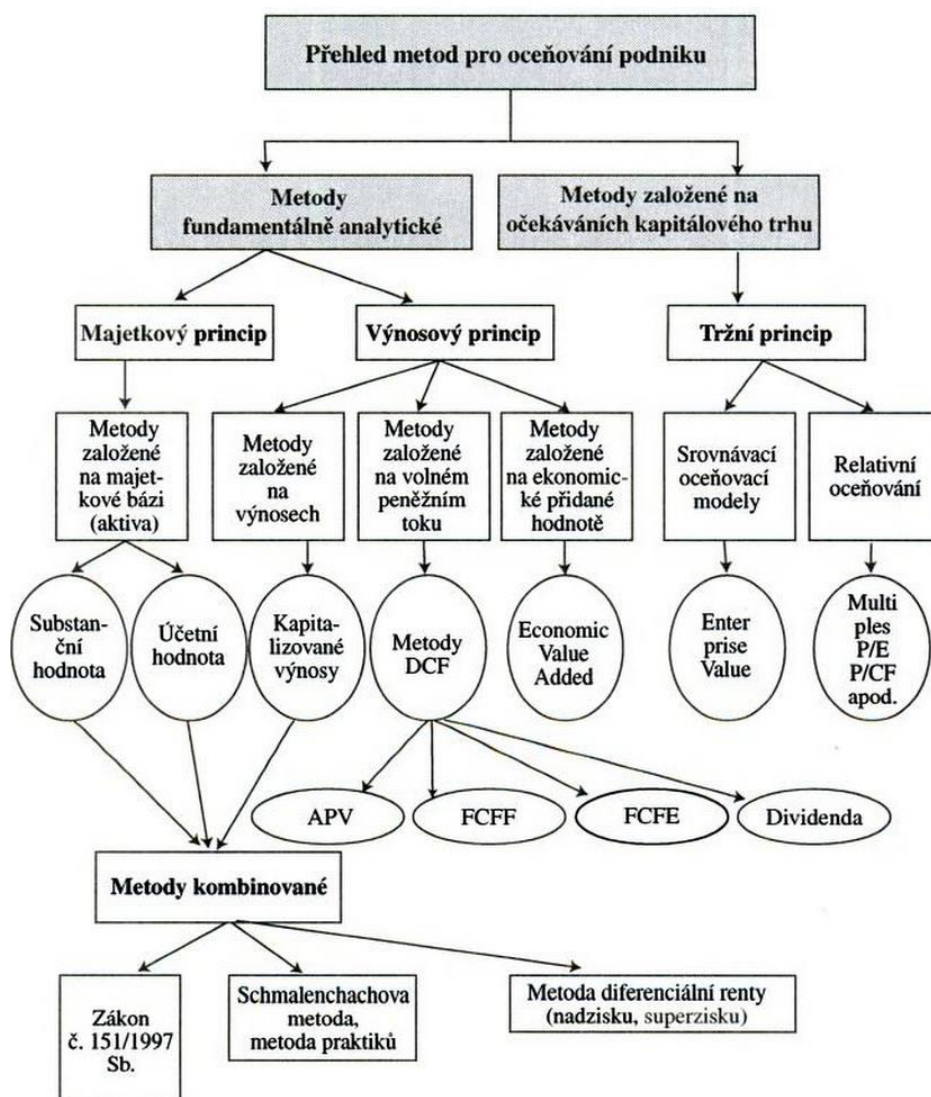 Přehled metod pro oceňování podniku
Metody
fundamentálně analytické
Metody založené na
očekáváních kapitálového trhu
Majetkový princip
Výnosový princip
Tržní princip
Metody
založené
na majet-
kové bázi
(aktiva)
Metody
založené
na
výnosech
Metody
založené
na volném
peněžním
toku
Metody
založené
na ekonomic-
ké přidané
hodnotě
Srovnávací
oceňovací
modely
Relativní
oceňování
Substan-
ční
hodnota
Účetní
hodnota
Kapita-
lizované
výnosy
Metody
DCF
Economic
Value
Added
Enter
prise
Value
Multi
ples
P/E
P/CF
apod.
APV
FCFF
FCFE
Dividenda
Metody kombinované
Zákon
č. 151/1997
Sb.
Schmalenchachova
metoda,
metoda praktiků
Metoda diferenciální renty
(nadzisku, superzisku)